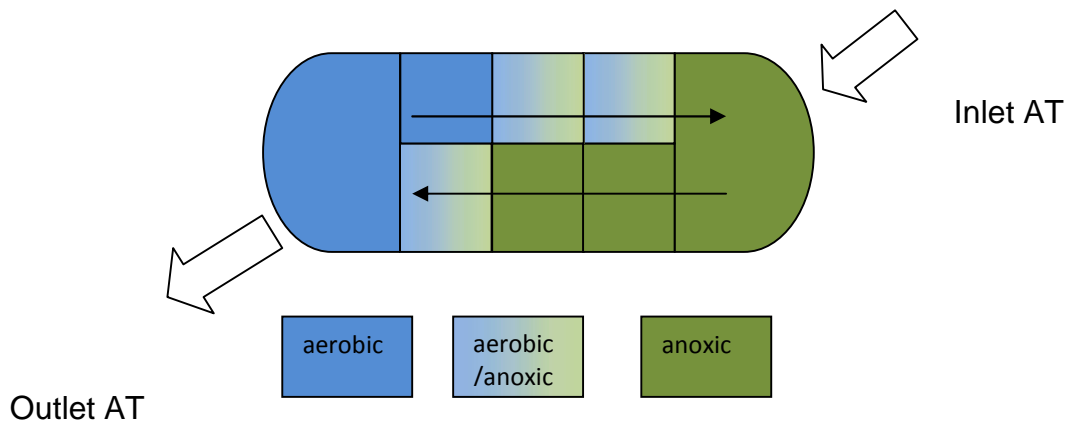 Inlet AT
aerobic
aerobic
/anoxic
anoxic
Outlet AT